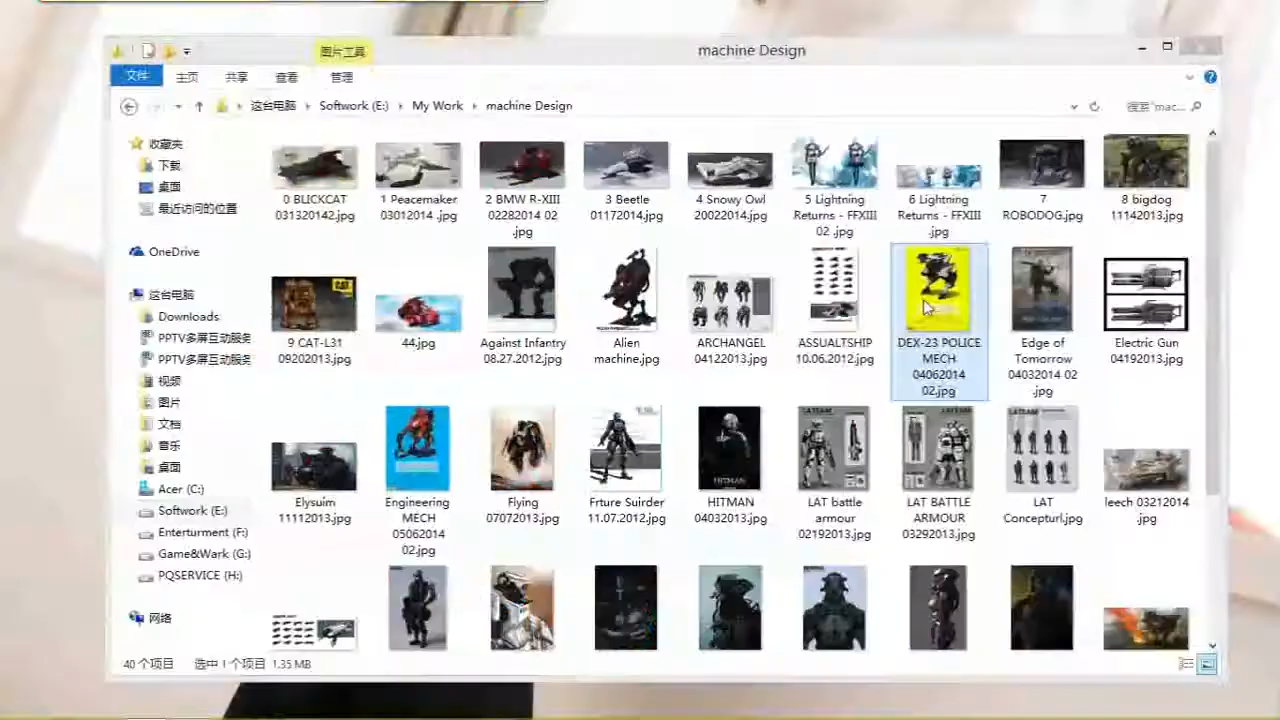 图片工具
machine Design
文件
主页
共享
查看
管理
这台电脑
Softwork (E:)
My Work
machine Design
搜索"mac...
收藏夹
下载
桌面
最近访问的位置
OneDrive
这台电脑
Downloads
PPTV多屏互动服务
PPTV多屏互动服务
视频
图片
文档
音乐
桌面
Acer (C:)
Softwork (E:)
Enterturment (F:)
Game&Wark (G:)
PQSERVICE (H:)
网络
0 BLICKCAT
031320142.jpg
1 Peacemaker
03012014 .jpg
2 BMW R-XIII
02282014 02
.jpg
3 Beetle
01172014.jpg
4 Snowy Owl
20022014.jpg
5 Lightning
Returns - FFXIII
02 .jpg
6 Lightning
Returns - FFXIII
.jpg
7
ROBODOG.jpg
8 bigdog
11142013.jpg
CAT
9 CAT-L31
09202013.jpg
44.jpg
Against Infantry
08.27.2012.jpg
Alien
machine.jpg
ARCHANGEL
04122013.jpg
ASSUALTSHIP
10.06.2012.jpg
DEX-23 POLICE
MECH
04062014
02.jpg
Edge of
Tomorrow
04032014 02
.jpg
Electric Gun
04192013.jpg
Elysuim
11112013.jpg
Engineering
MECH
05062014
02.jpg
Flying
07072013.jpg
Frture Suirder
11.07.2012.jpg
HITMAN
HITMAN
04032013.jpg
LATEAM
LAT battle
armour
02192013.jpg
LATEAM
LAT BATTLE
ARMOUR
03292013.jpg
LATEAM
LAT
Concepturl.jpg
leech 03212014
.jpg
40 个项目
选中 1 个项目
1.35 MB